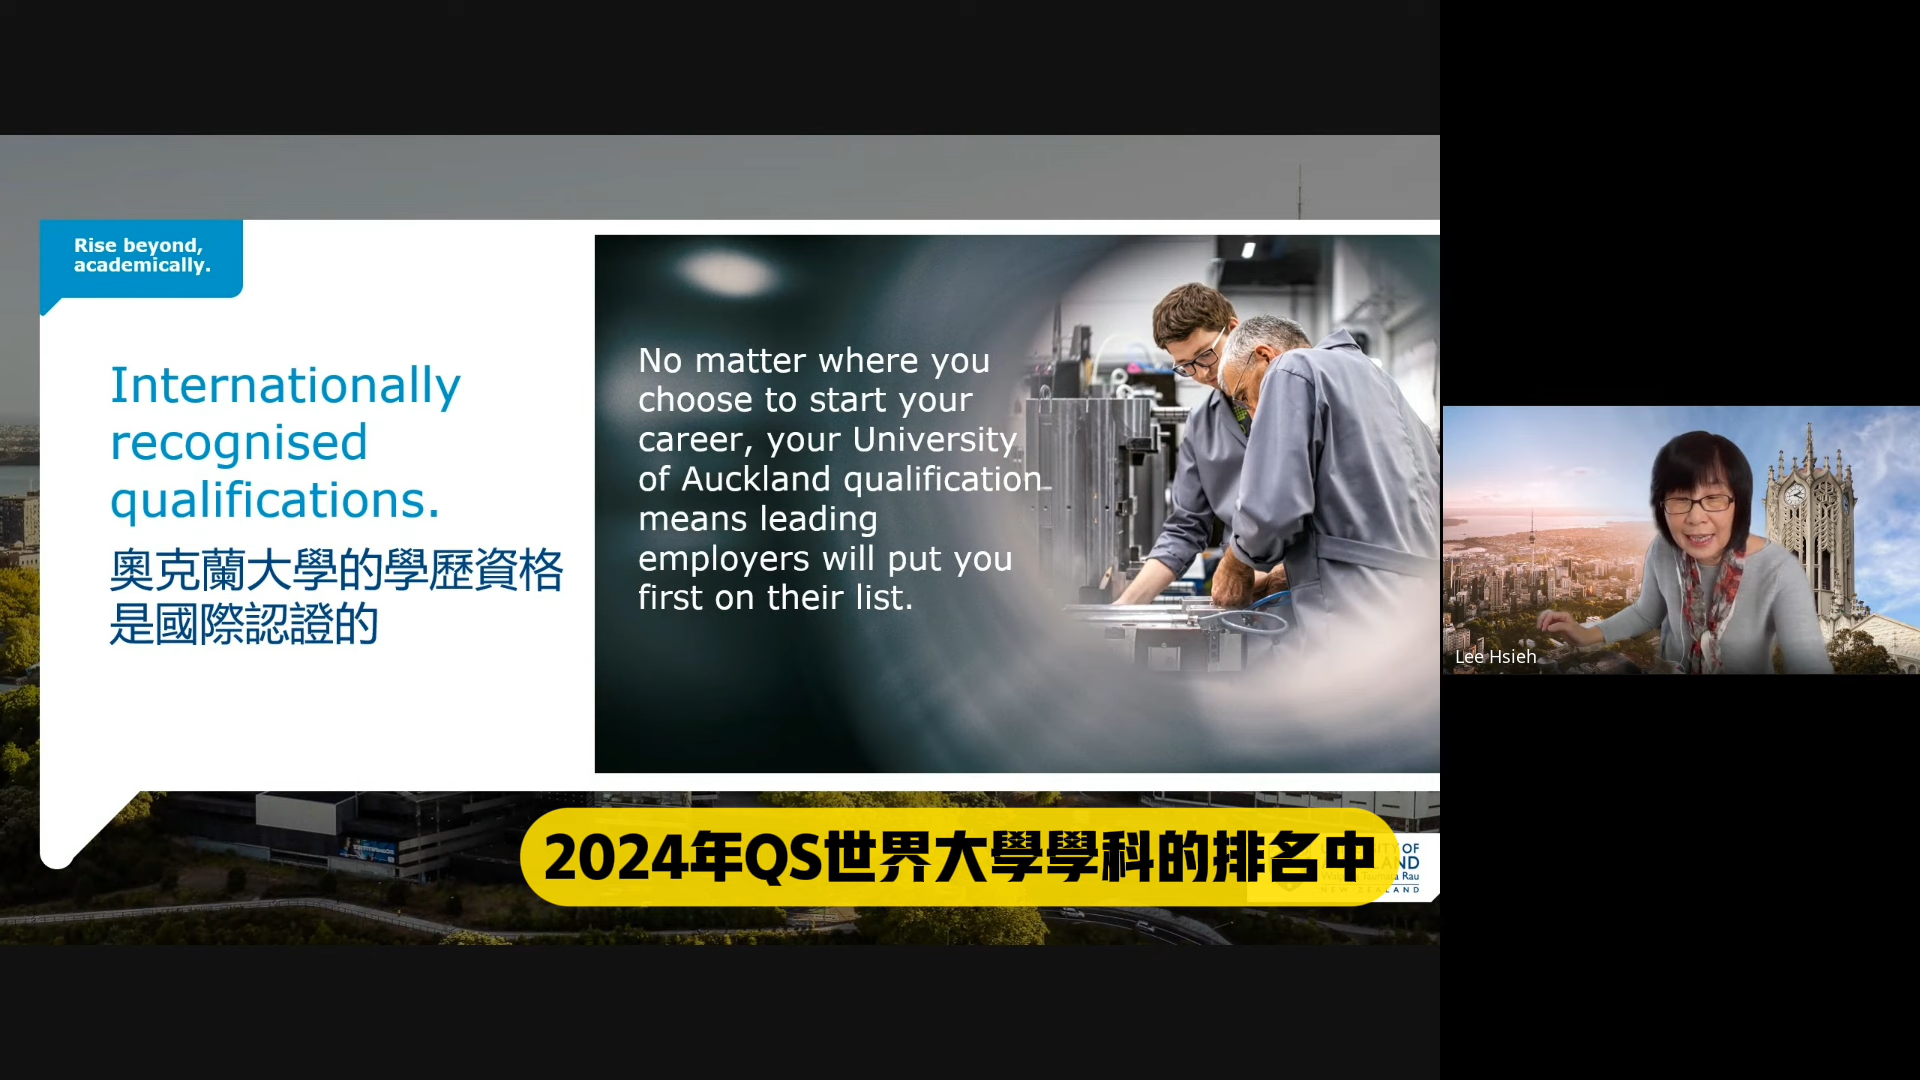 Rise beyond,
academically.
Internationally
recognised
qualifications.
奧克蘭大學的學歷資格
是國際認證的
No matter where you
choose to start your
career, your University
of Auckland qualification
means leading
employers will put you
first on their list.
2024年QS世界大學學科的排名中
NEW ZEALAND
Lee Hsieh